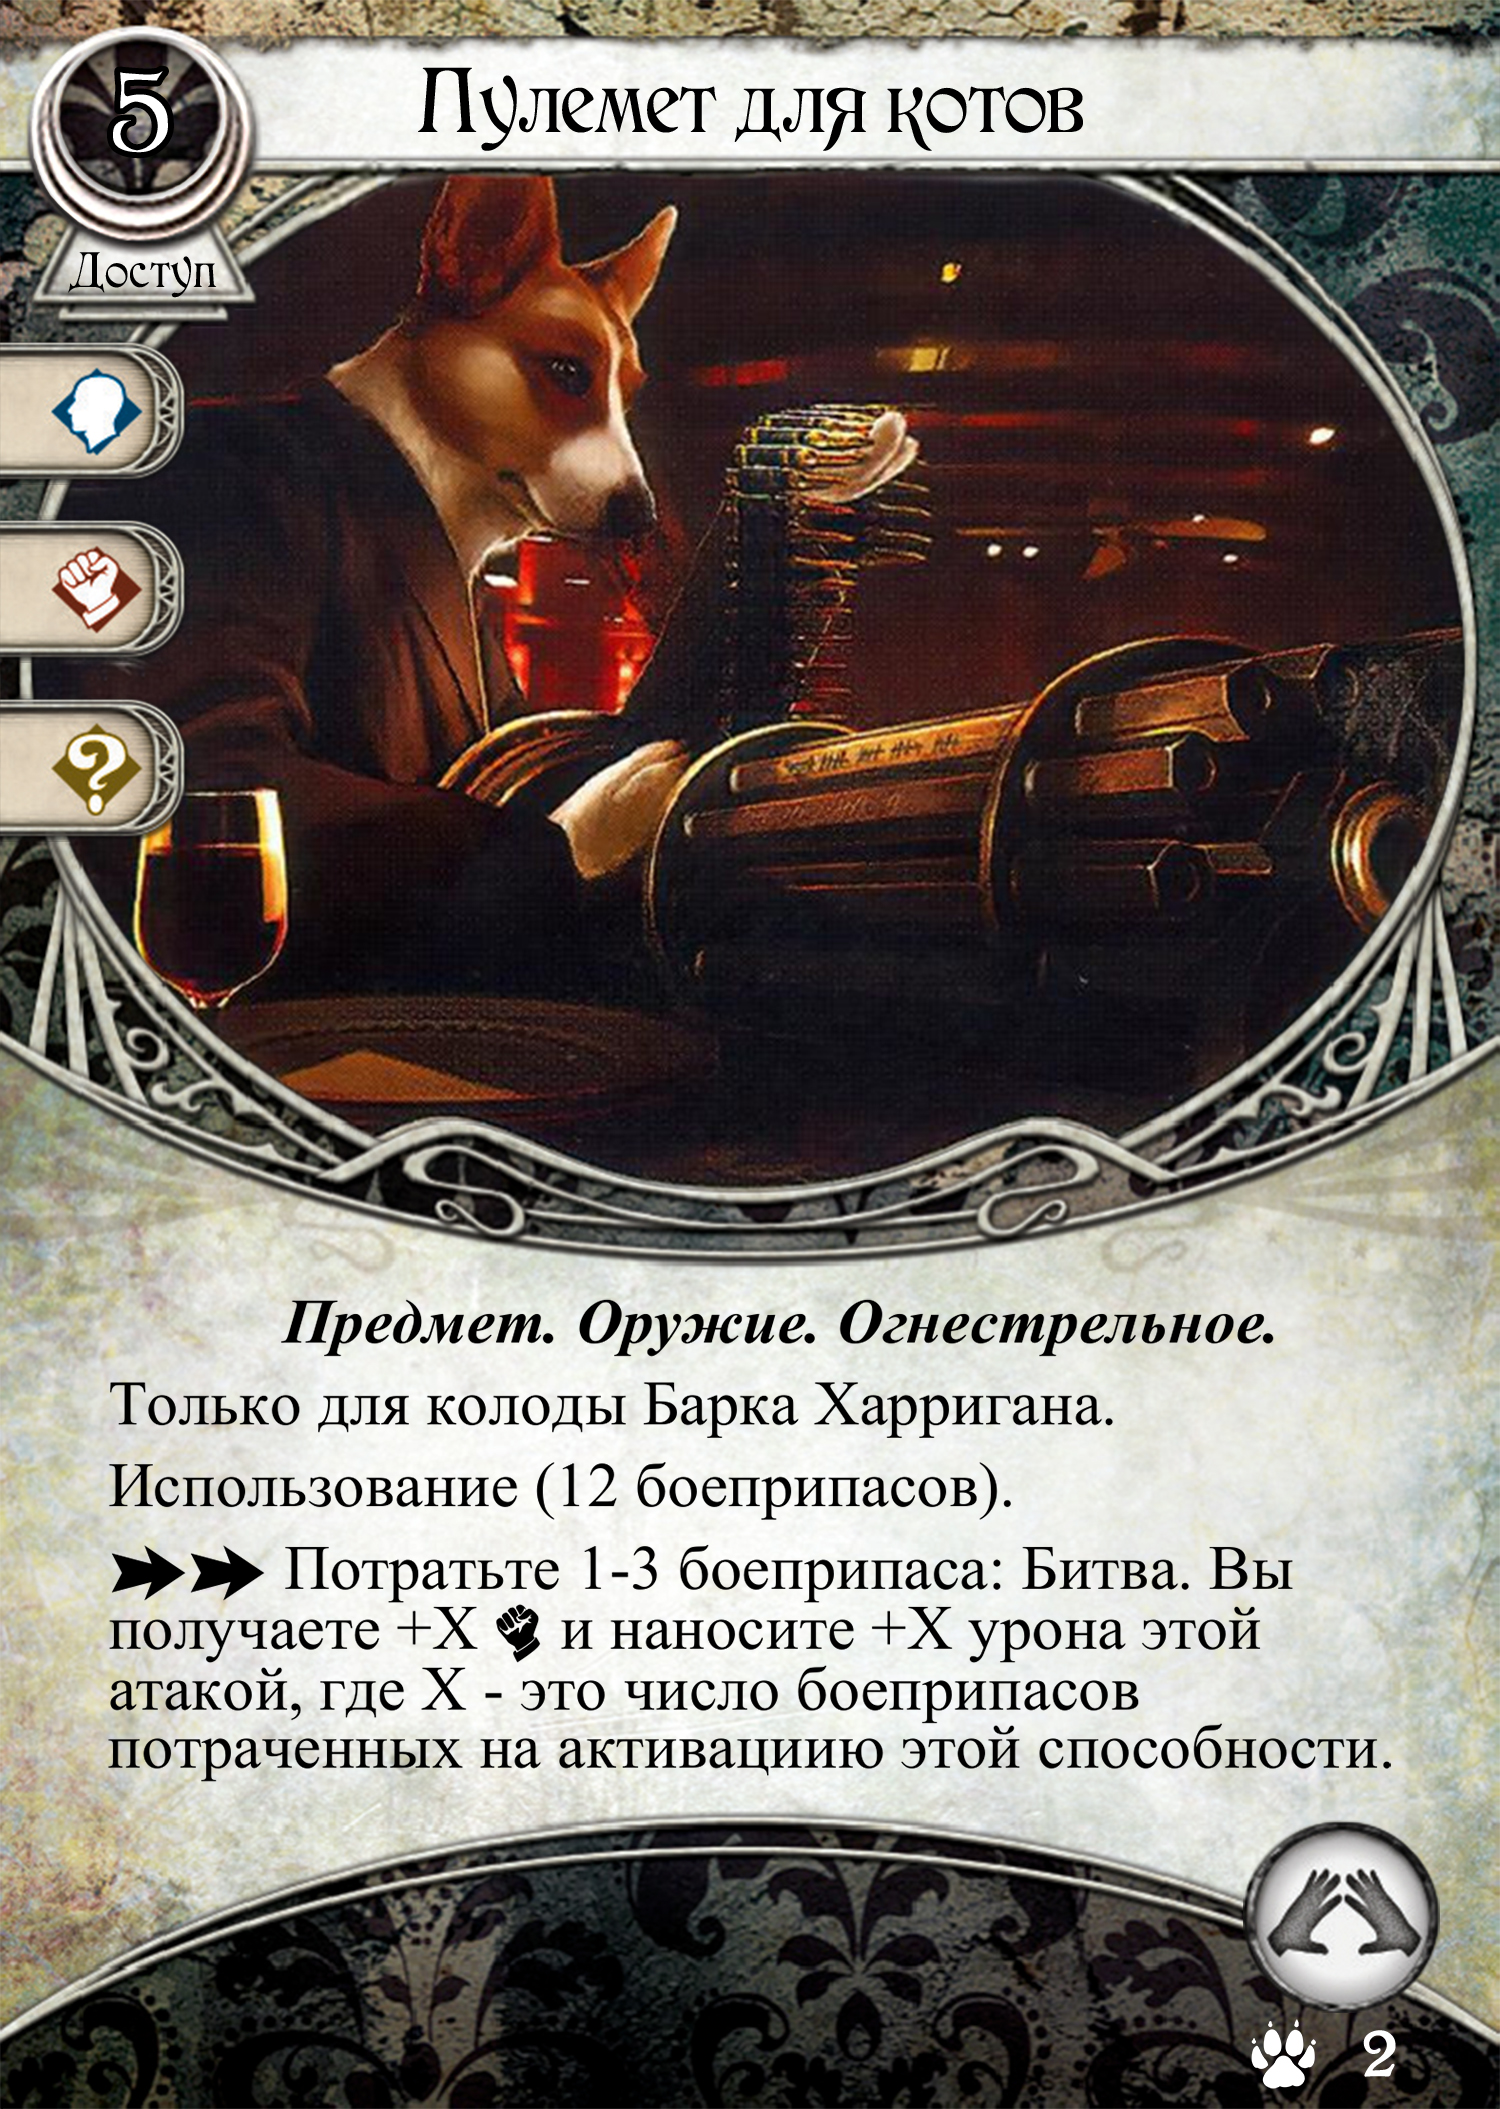 5
Пулемет для котов
Доступ
Предмет. Оружие. Огнестрельное.
Только для колоды Барка Харригана.
Использование (12 боеприпасов).
Потратьте 1-3 боеприпаса: Битва. Вы
получаете +X и наносите +X урона этой
атакой, где X - это число боеприпасов
потраченных на активациию этой способности.
2